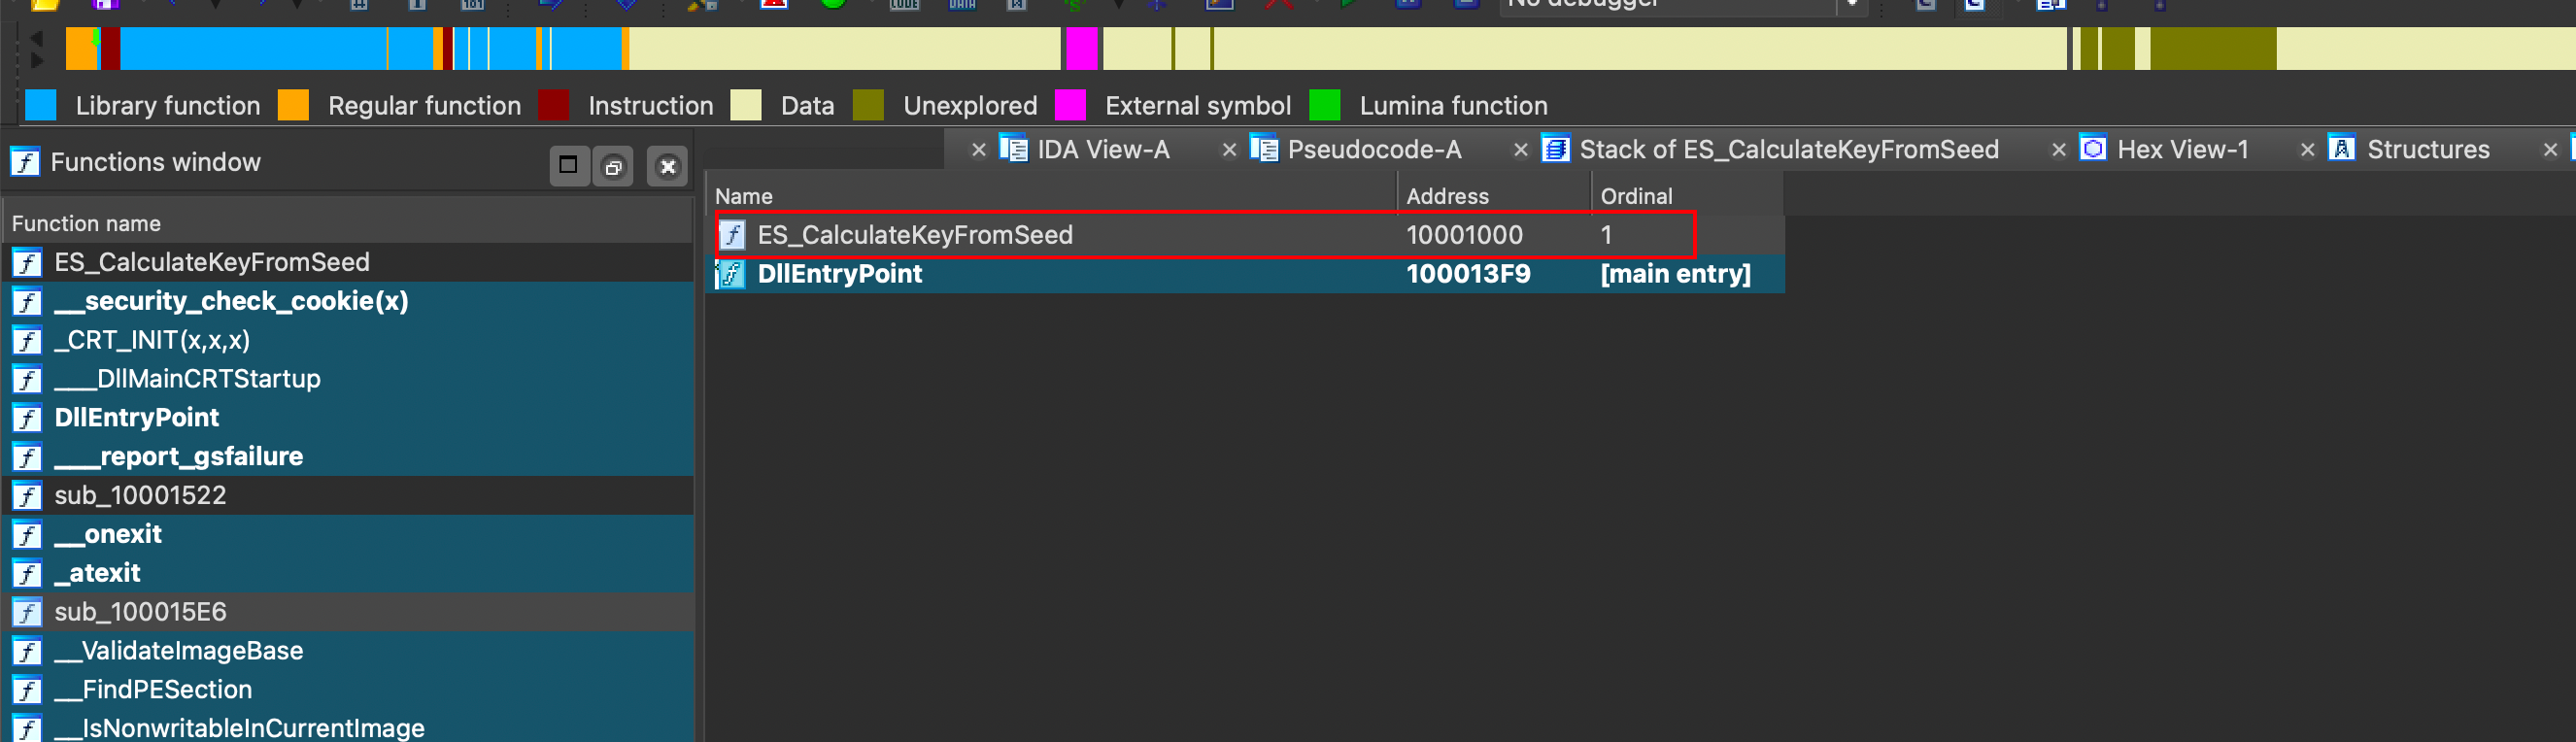 No debugger
Library function Regular function Instruction Data Unexplored External symbol Lumina function
Functions window
IDA View-A Pseudocode-A Stack of ES_CalculateKeyFromSeed Hex View-1 Structures
Function name
ES_CalculateKeyFromSeed
__security_check_cookie(x)
_CRT_INIT(x,x,x)
___DllMainCRTStartup
DllEntryPoint
___report_gsfailure
sub_10001522
__onexit
_atexit
sub_100015E6
__ValidateImageBase
__FindPESection
__IsNonwritableInCurrentImage
Name Address Ordinal
ES_CalculateKeyFromSeed 10001000 1
DllEntryPoint 100013F9 [main entry]